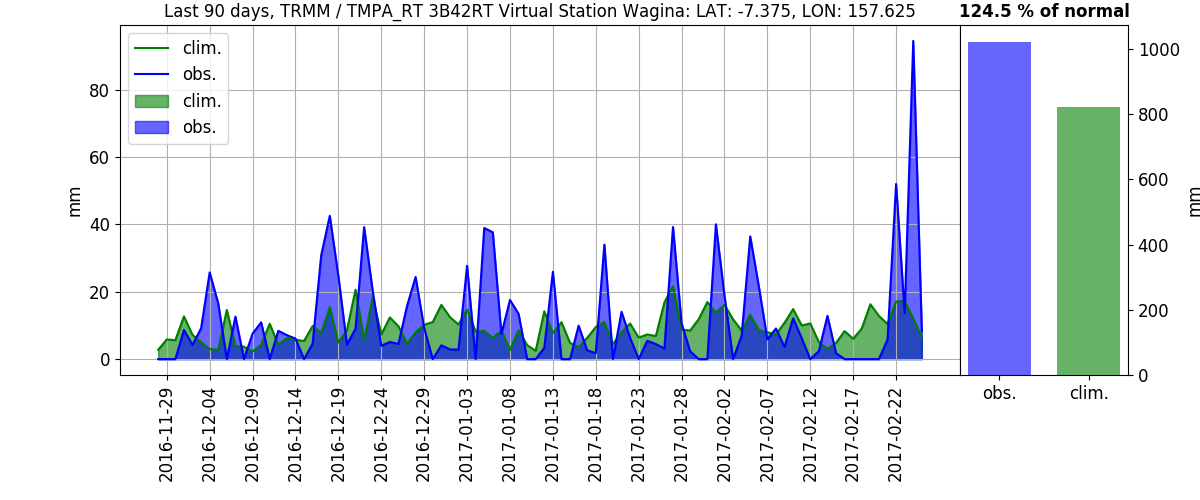 Last 90 days, TRMM / TMPA_RT 3B42RT Virtual Station Wagina: LAT: -7.375, LON: 157.625
124.5 % of normal
clim.
obs.
clim.
obs.
mm
80
60
40
20
0
2016-11-29
2016-12-04
2016-12-09
2016-12-14
2016-12-19
2016-12-24
2016-12-29
2017-01-03
2017-01-08
2017-01-13
2017-01-18
2017-01-23
2017-01-28
2017-02-02
2017-02-07
2017-02-12
2017-02-17
2017-02-22
obs.
clim.
1000
800
600
400
200
0
mm